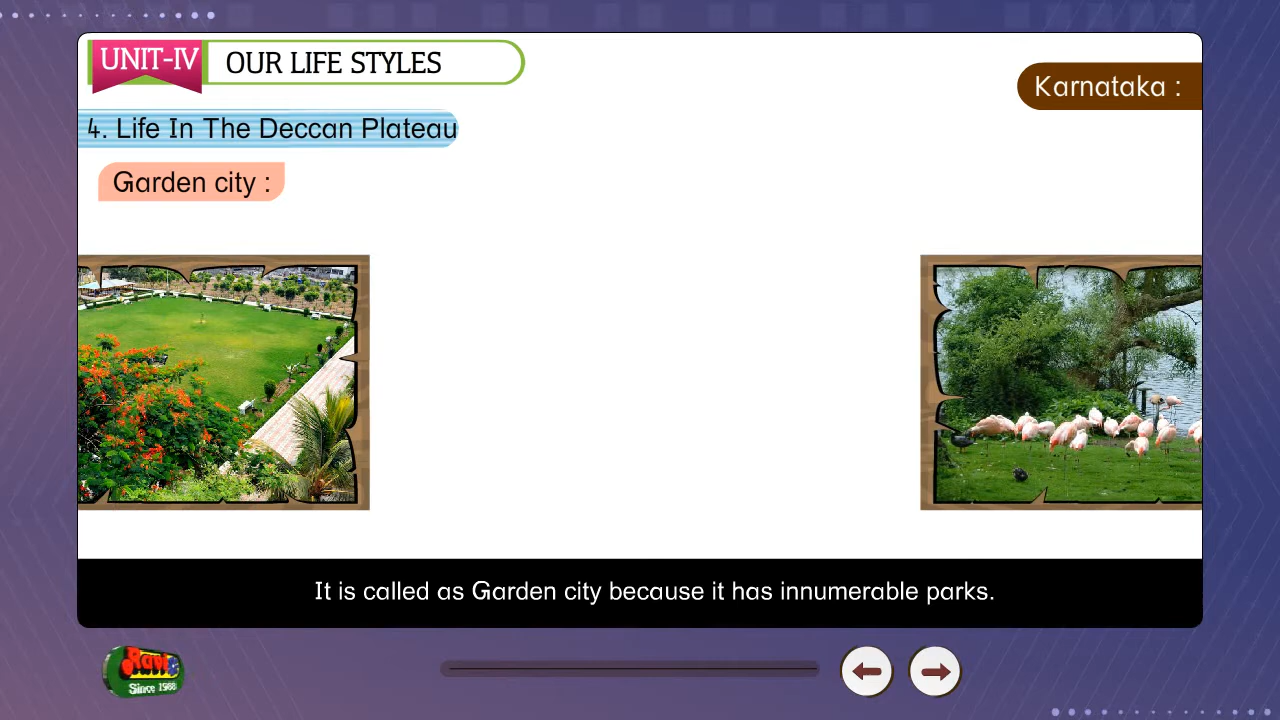 UNIT-IV
OUR LIFE STYLES
Karnataka :
4. Life In The Deccan Plateau
Garden city :
It is called as Garden city because it has innumerable parks.
Since 1988